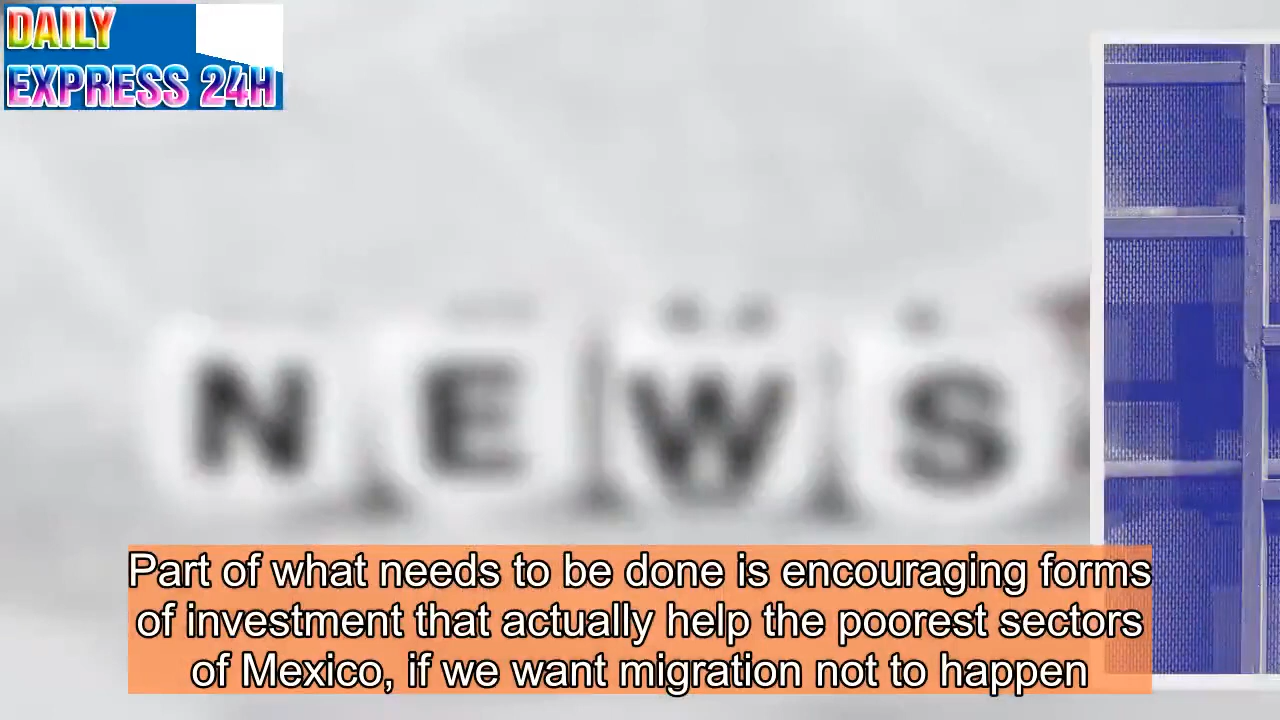 DAILY
EXPRESS 24H
NEWS
Part of what needs to be done is encouraging forms
of investment that actually help the poorest sectors
of Mexico, if we want migration not to happen